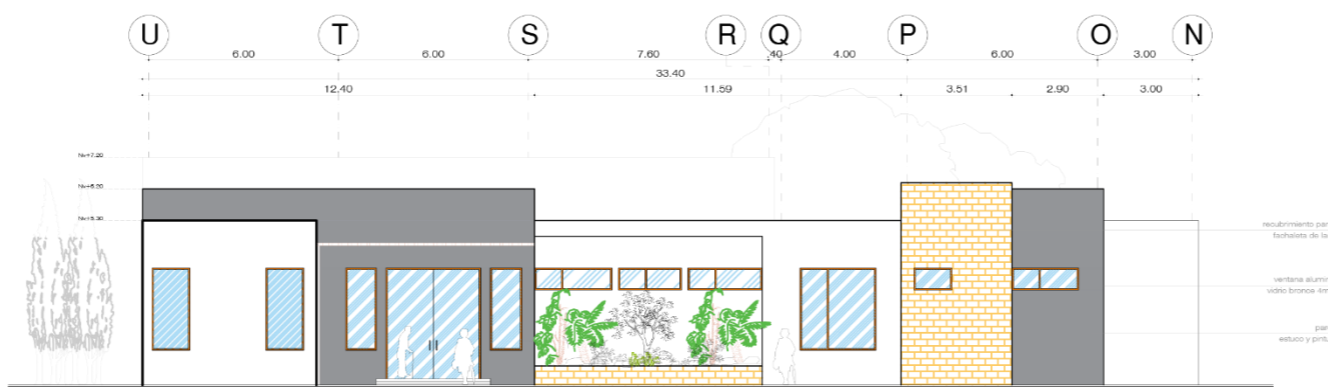 U T S R Q P O N
6.00 6.00 7.60 .40 4.00 6.00 3.00
33.40
12.40 11.59 3.51 2.90 3.00
Nv+7.20
Nv+6.20
Nv+5.30
recubrimiento par
fachaleta de la
ventana alumin
vidrio bronce 4m
par
estuco y pint